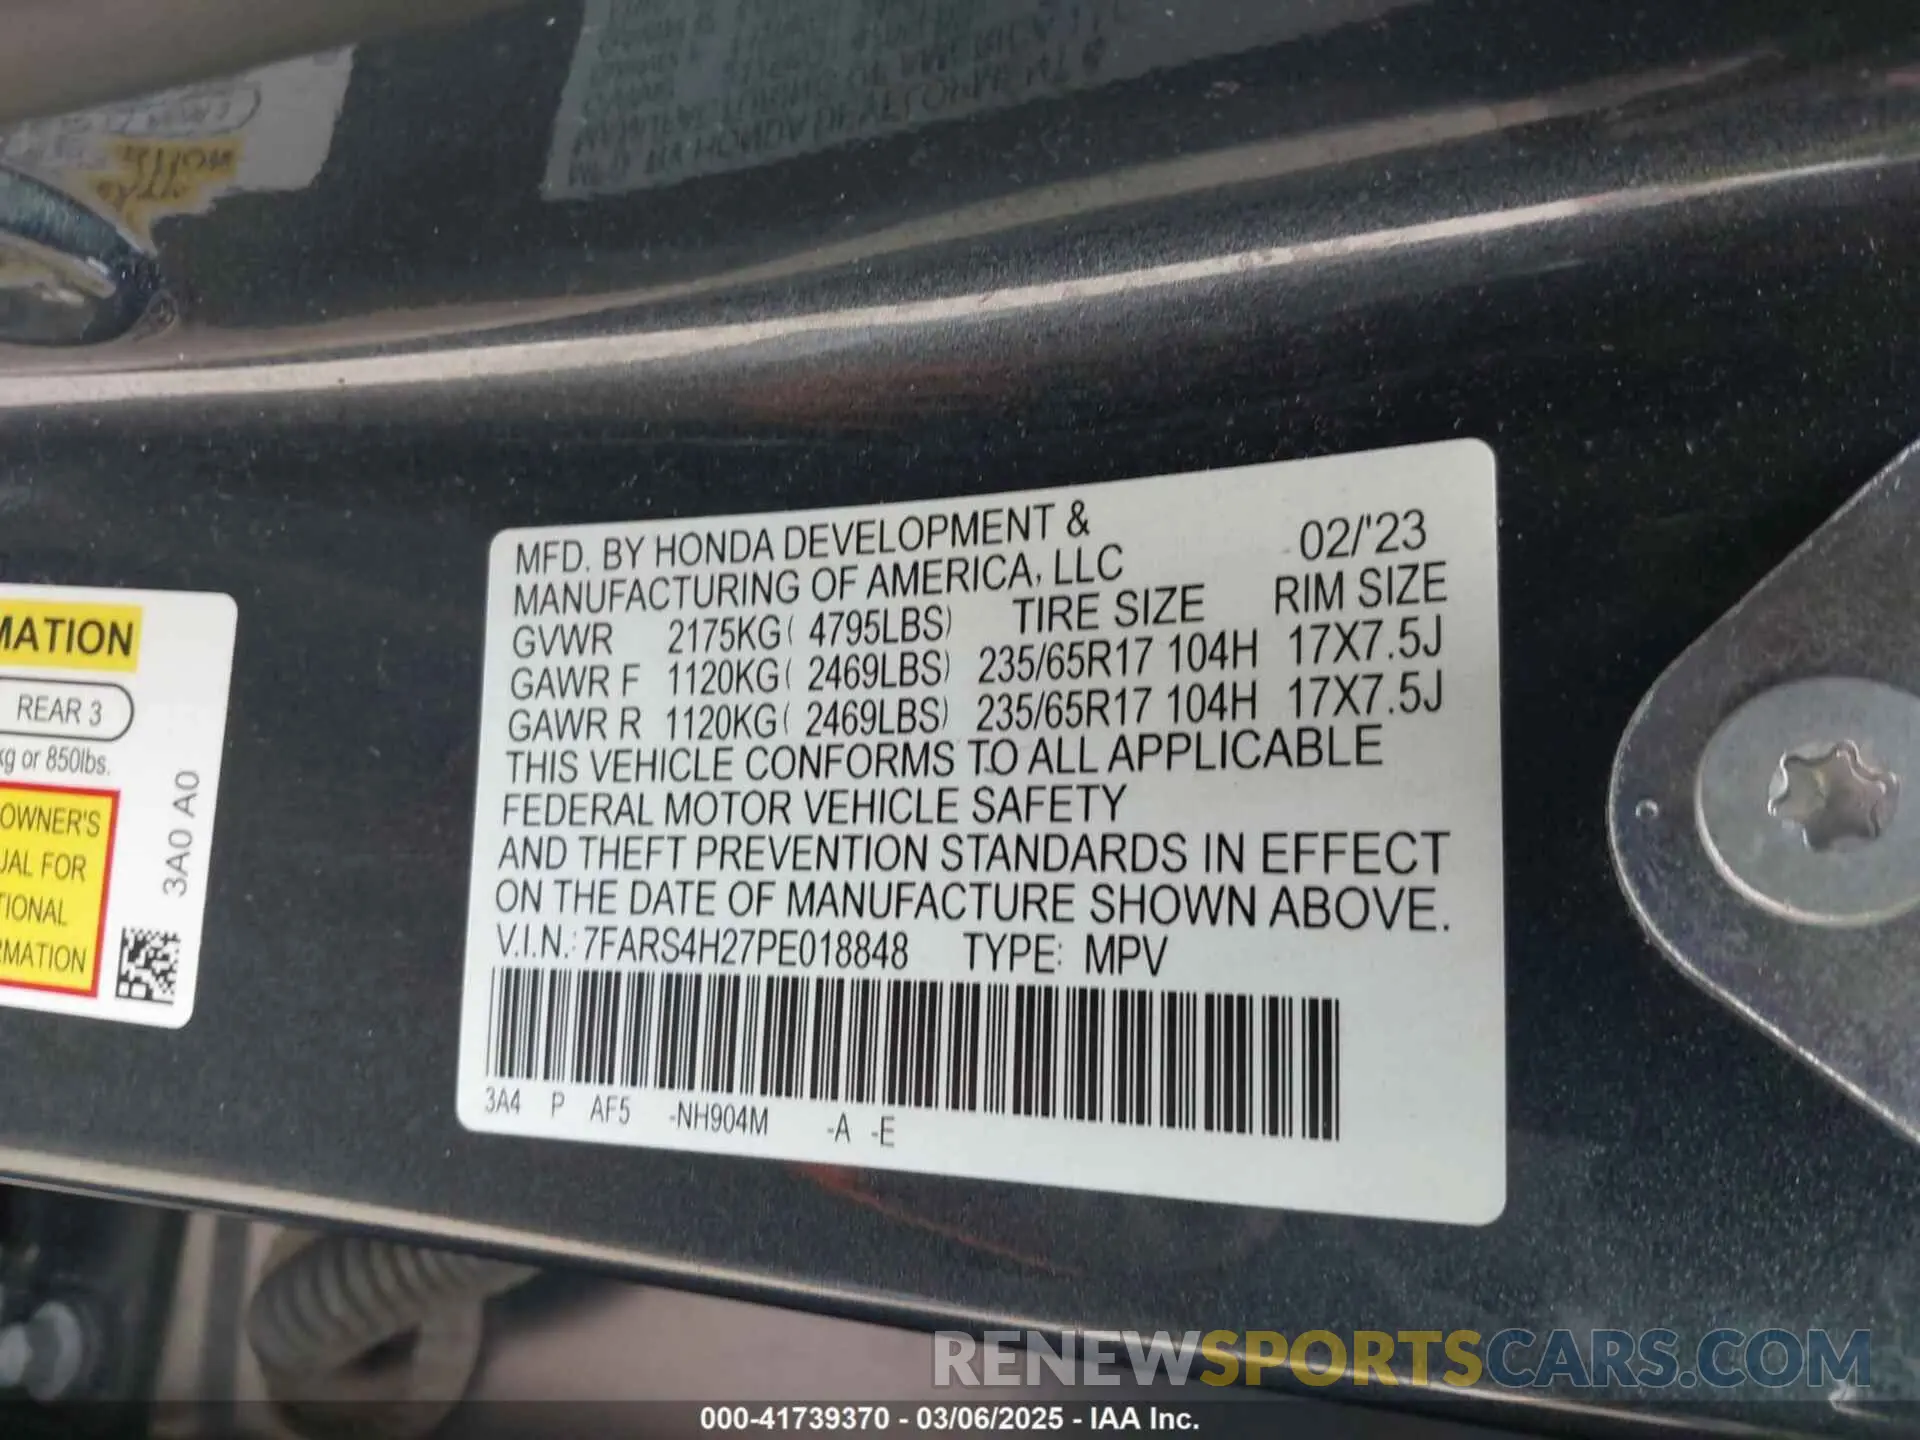 MFD. BY HONDA DEVELOPMENT & 02/'23
MANUFACTURING OF AMERICA, LLC
TIRE SIZE RIM SIZE
GVWR 2175KG( 4795LBS)
GAWR F 1120KG( 2469LBS) 235/65R17 104H 17X7.5J
GAWR R 1120KG( 2469LBS) 235/65R17 104H 17X7.5J
THIS VEHICLE CONFORMS TO ALL APPLICABLE
FEDERAL MOTOR VEHICLE SAFETY
AND THEFT PREVENTION STANDARDS IN EFFECT
ON THE DATE OF MANUFACTURE SHOWN ABOVE.
V.I.N.: 7FARS4H27PE018848 TYPE: MPV
3A4 P AF5 -NH904M -A -E
MATION
REAR 3
kg or 850lbs.
OWNER'S
UAL FOR
TIONAL
RMATION
3A0 A0
RENEWSPORTSCARS.COM
000-41739370 - 03/06/2025 - IAA Inc.